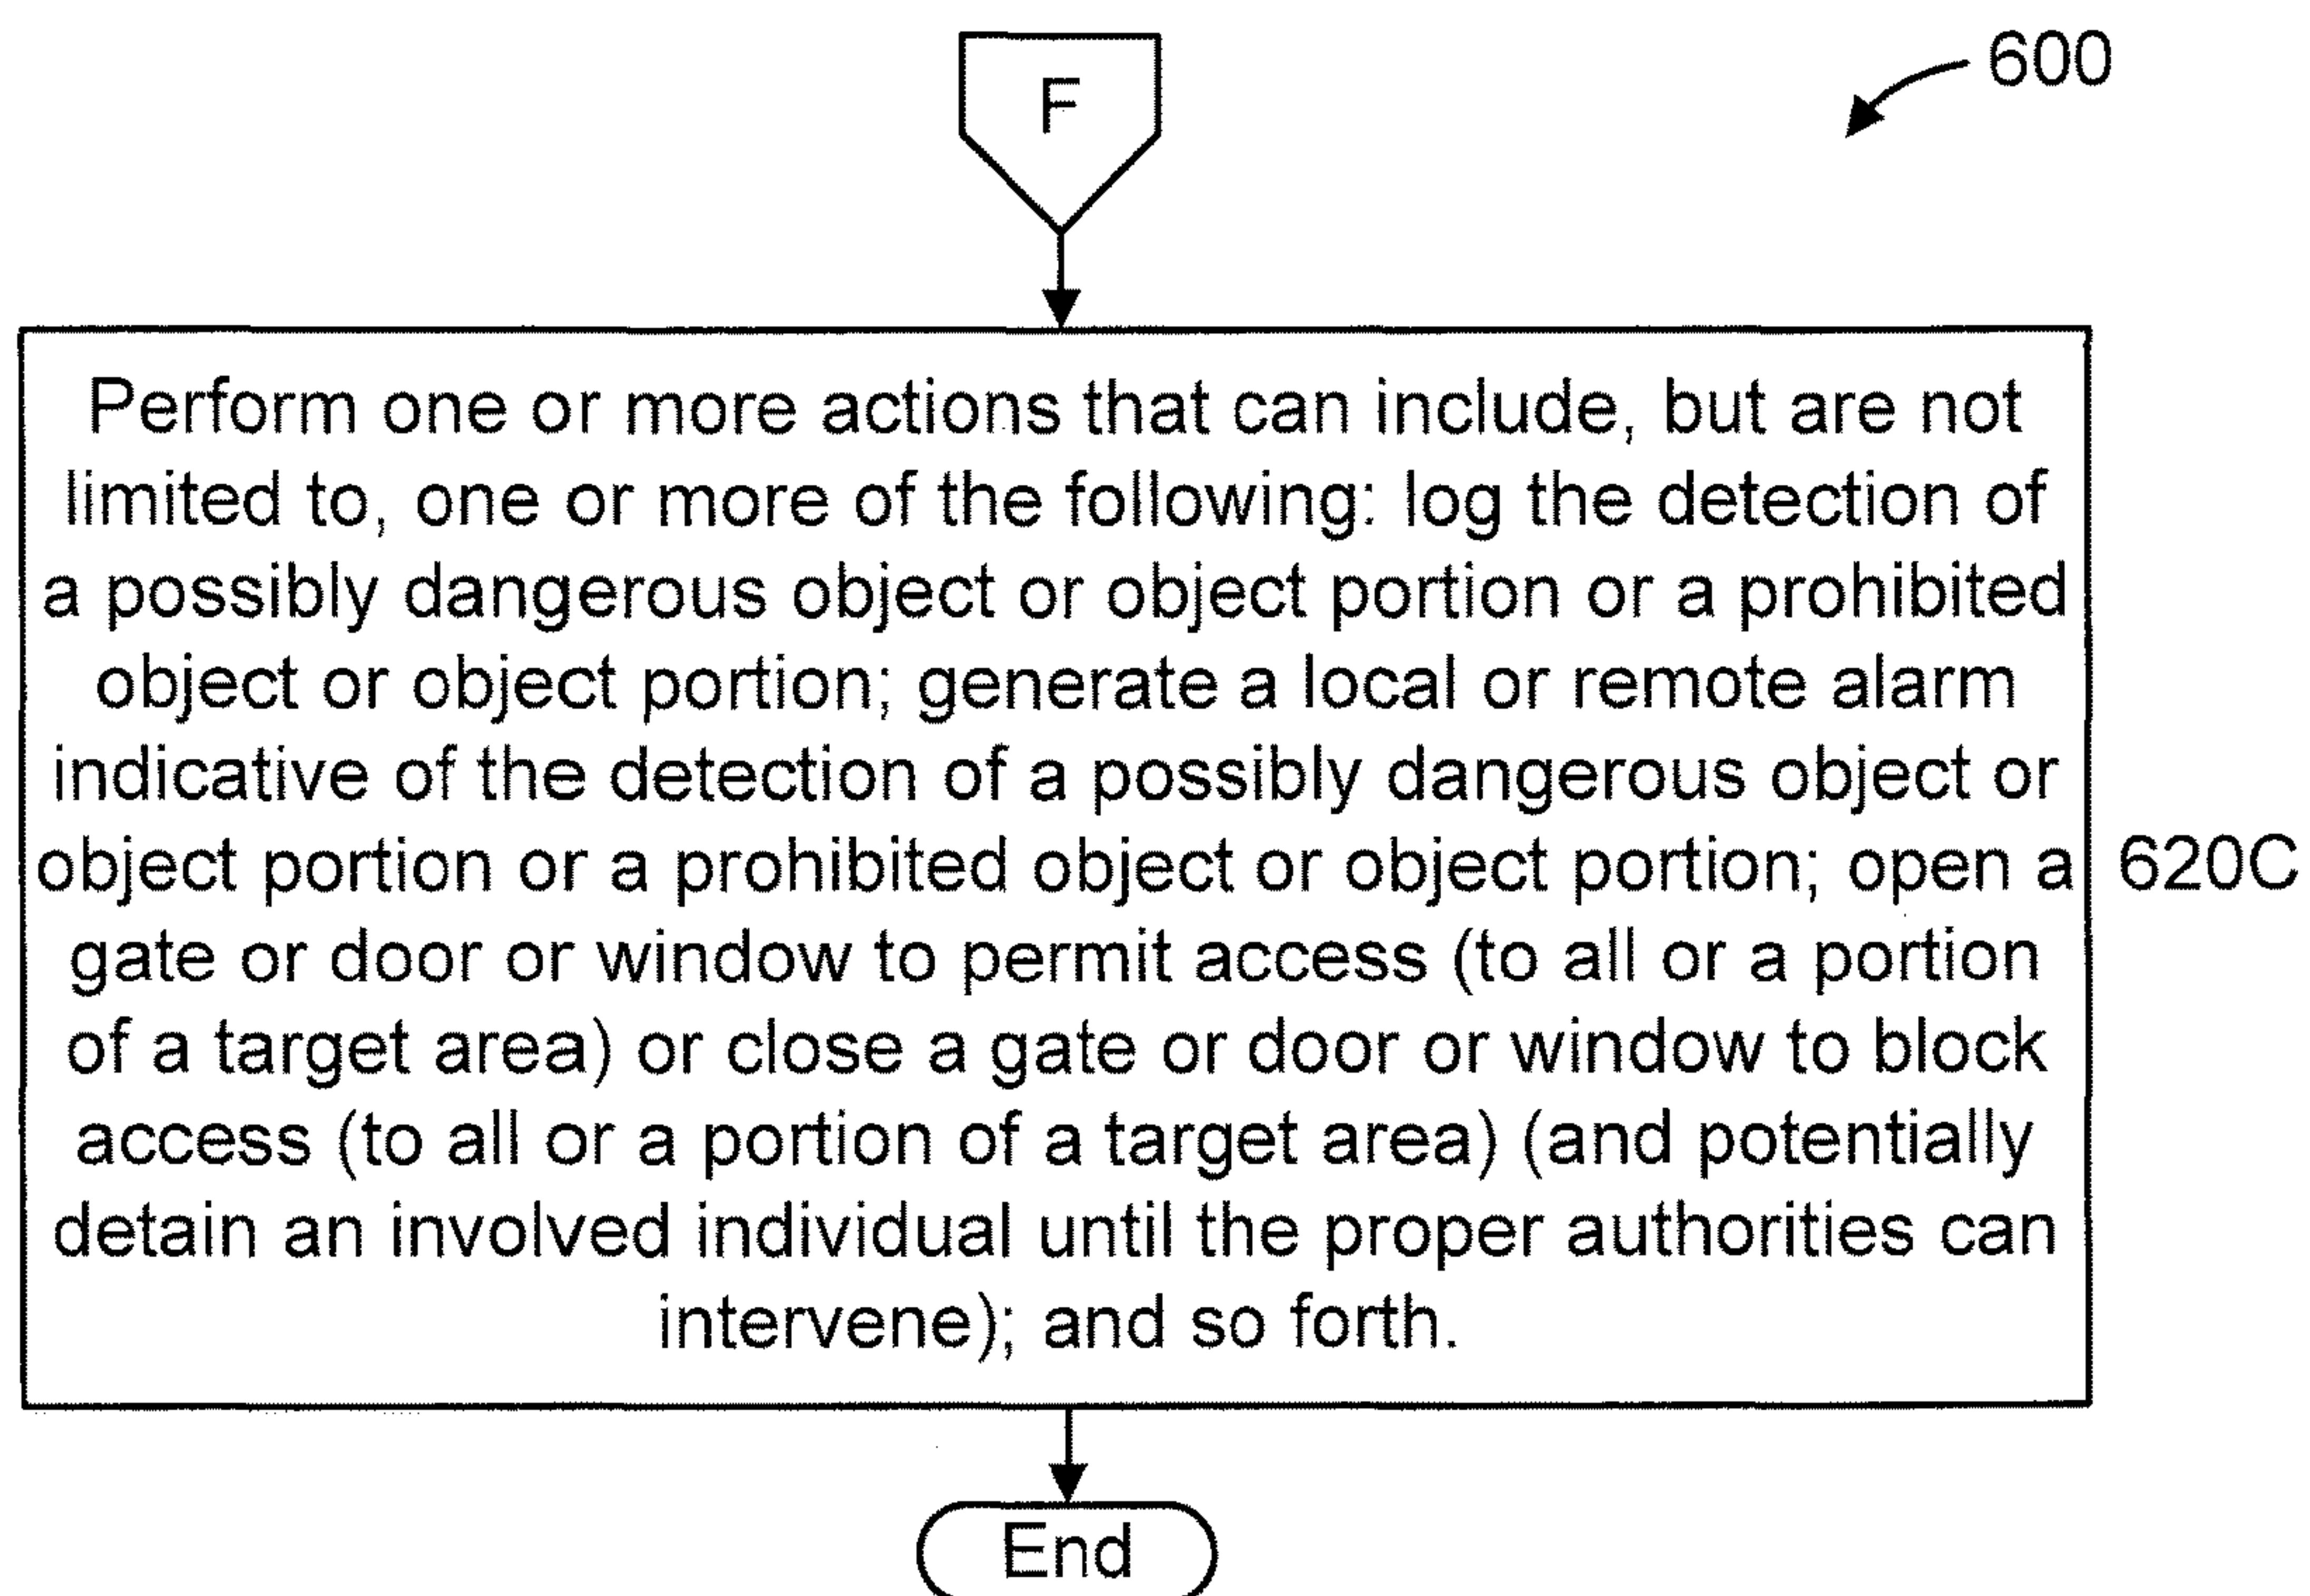 F
600
Perform one or more actions that can include, but are not
limited to, one or more of the following: log the detection of
a possibly dangerous object or object portion or a prohibited
object or object portion; generate a local or remote alarm
indicative of the detection of a possibly dangerous object or
object portion or a prohibited object or object portion; open a
620C
gate or door or window to permit access (to all or a portion
of a target area) or close a gate or door or window to block
access (to all or a portion of a target area) (and potentially
detain an involved individual until the proper authorities can
intervene); and so forth.
End